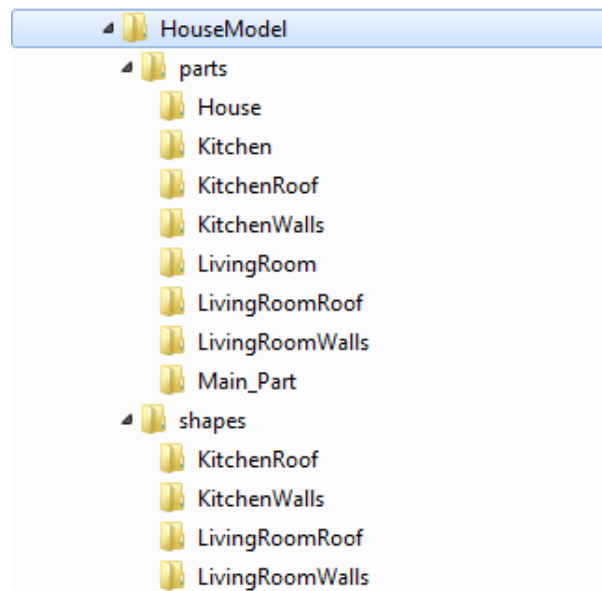 HouseModel
parts
House
Kitchen
KitchenRoof
KitchenWalls
LivingRoom
LivingRoomRoof
LivingRoomWalls
Main_Part
shapes
KitchenRoof
KitchenWalls
LivingRoomRoof
LivingRoomWalls